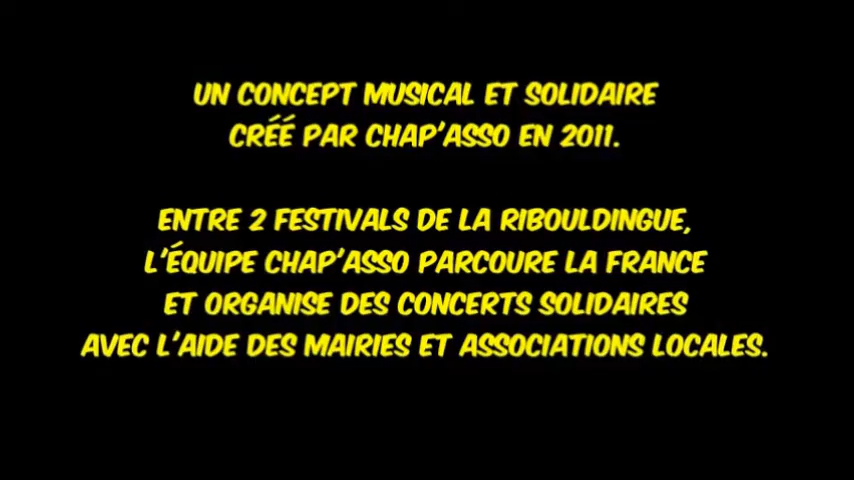 UN CONCEPT MUSICAL ET SOLIDAIRE
CRÉÉ PAR CHAP'ASSO EN 2011.
ENTRE 2 FESTIVALS DE LA RIBOULDINGUE,
L'ÉQUIPE CHAP'ASSO PARCOURE LA FRANCE
ET ORGANISE DES CONCERTS SOLIDAIRES
AVEC L'AIDE DES MAIRIES ET ASSOCIATIONS LOCALES.